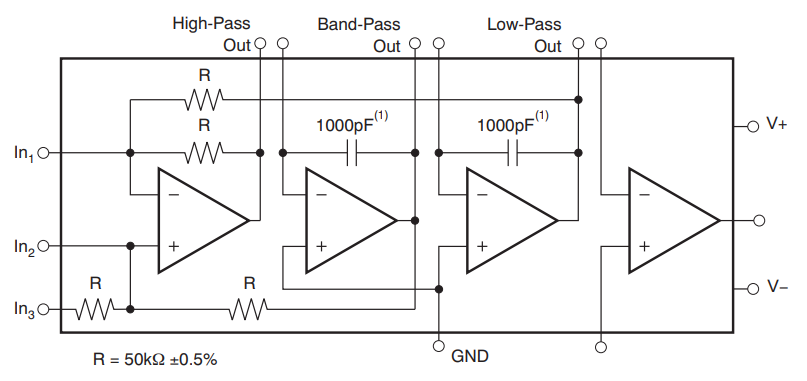 High-Pass
Out
Band-Pass
Out
Low-Pass
Out
R
R
1000pF(1)
1000pF(1)
V+
In1
−
−
−
−
In2
+
+
+
+
R
R
In3
V−
GND
R = 50kΩ ±0.5%